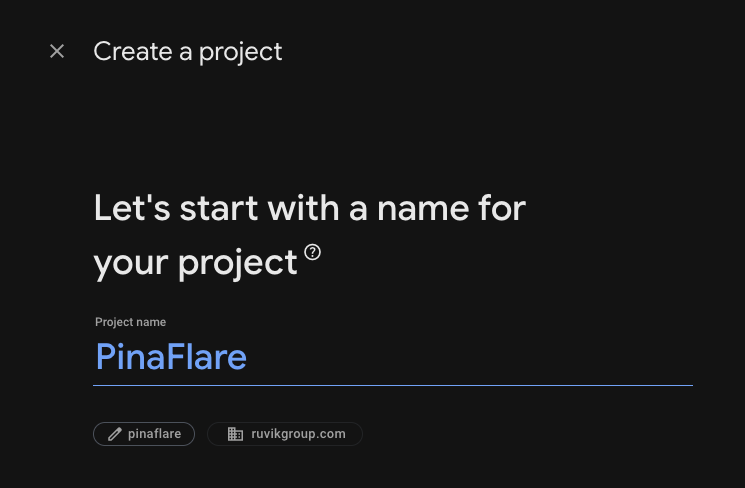 Create a project
Let's start with a name for
your project
Project name
PinaFlare
pinaflare
ruvikgroup.com